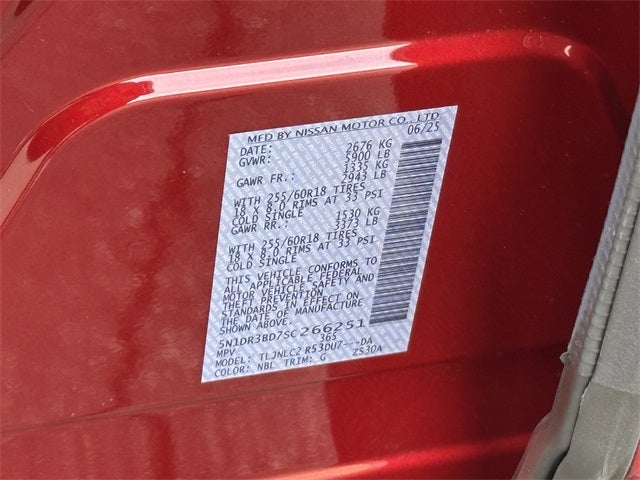 MFD BY NISSAN MOTOR CO., LTD
DATE: 06/25
GVWR: 2676 KG
5900 LB
GAWR FR.: 1335 KG
2943 LB
WITH 255/60R18 TIRES
18 X 8.0 RIMS AT 33 PSI
COLD SINGLE
GAWR RR.: 1530 KG
3373 LB
WITH 255/60R18 TIRES
18 X 8.0 RIMS AT 33 PSI
COLD SINGLE
THIS VEHICLE CONFORMS TO
ALL APPLICABLE FEDERAL
MOTOR VEHICLE SAFETY AND
THEFT PREVENTION
STANDARDS IN EFFECT ON
THE DATE OF MANUFACTURE
SHOWN ABOVE.
5N1DR3BD7SC266251
MPV 365
MODEL: TLJNLC2 R53DU7---DA
COLOR: NBL TRIM: G ZS30A